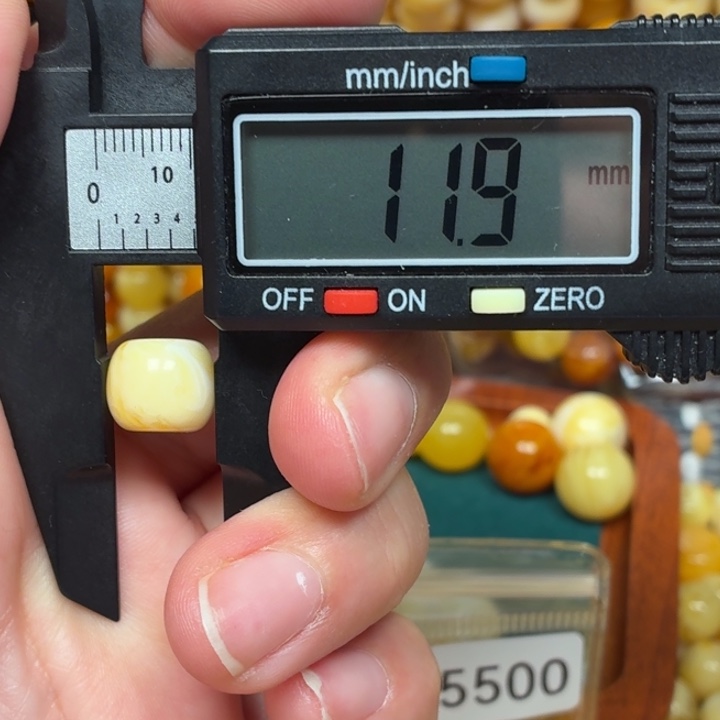 mm/inch
11.9 mm
0 10
1 2 3 4
OFF ON ZERO
5500